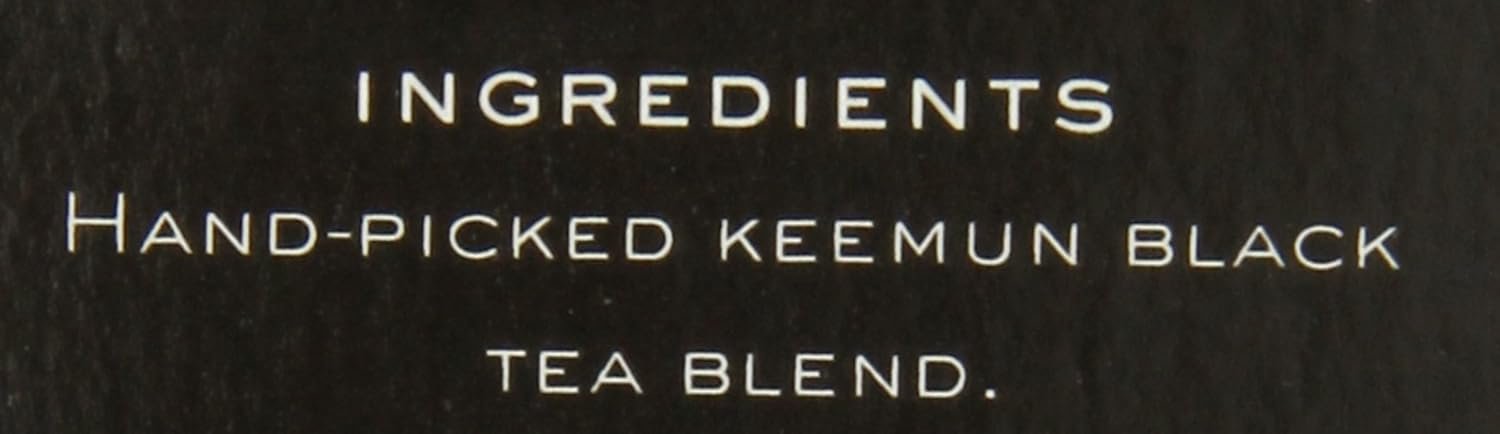 INGREDIENTS
HAND-PICKED KEEMUN BLACK
TEA BLEND.